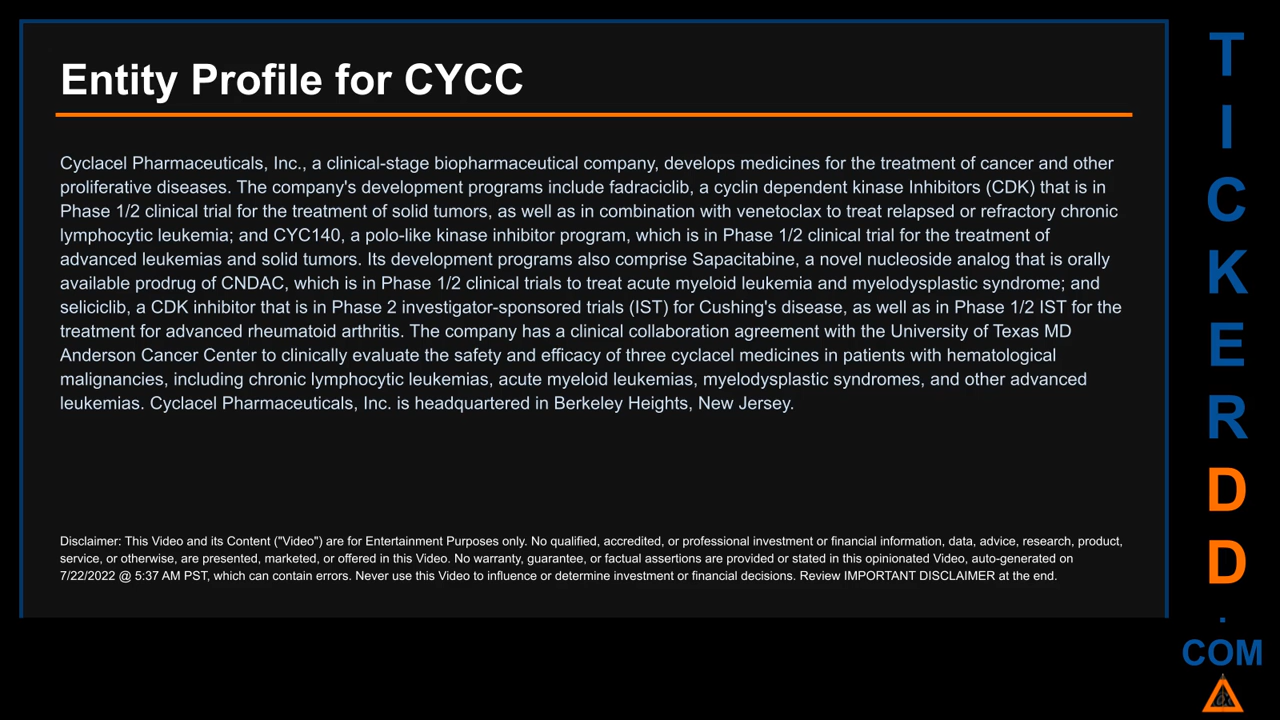 Entity Profile for CYCC
Cyclacel Pharmaceuticals, Inc., a clinical-stage biopharmaceutical company, develops medicines for the treatment of cancer and other
proliferative diseases. The company's development programs include fadraciclib, a cyclin dependent kinase Inhibitors (CDK) that is in
Phase 1/2 clinical trial for the treatment of solid tumors, as well as in combination with venetoclax to treat relapsed or refractory chronic
lymphocytic leukemia; and CYC140, a polo-like kinase inhibitor program, which is in Phase 1/2 clinical trial for the treatment of
advanced leukemias and solid tumors. Its development programs also comprise Sapacitabine, a novel nucleoside analog that is orally
available prodrug of CNDAC, which is in Phase 1/2 clinical trials to treat acute myeloid leukemia and myelodysplastic syndrome; and
seliciclib, a CDK inhibitor that is in Phase 2 investigator-sponsored trials (IST) for Cushing's disease, as well as in Phase 1/2 IST for the
treatment for advanced rheumatoid arthritis. The company has a clinical collaboration agreement with the University of Texas MD
Anderson Cancer Center to clinically evaluate the safety and efficacy of three cyclacel medicines in patients with hematological
malignancies, including chronic lymphocytic leukemias, acute myeloid leukemias, myelodysplastic syndromes, and other advanced
leukemias. Cyclacel Pharmaceuticals, Inc. is headquartered in Berkeley Heights, New Jersey.
Disclaimer: This Video and its Content ("Video") are for Entertainment Purposes only. No qualified, accredited, or professional investment or financial information, data, advice, research, product,
service, or otherwise, are presented, marketed, or offered in this Video. No warranty, guarantee, or factual assertions are provided or stated in this opinionated Video, auto-generated on
7/22/2022 @ 5:37 AM PST, which can contain errors. Never use this Video to influence or determine investment or financial decisions. Review IMPORTANT DISCLAIMER at the end.
T
I
C
K
E
R
D
D
.
COM